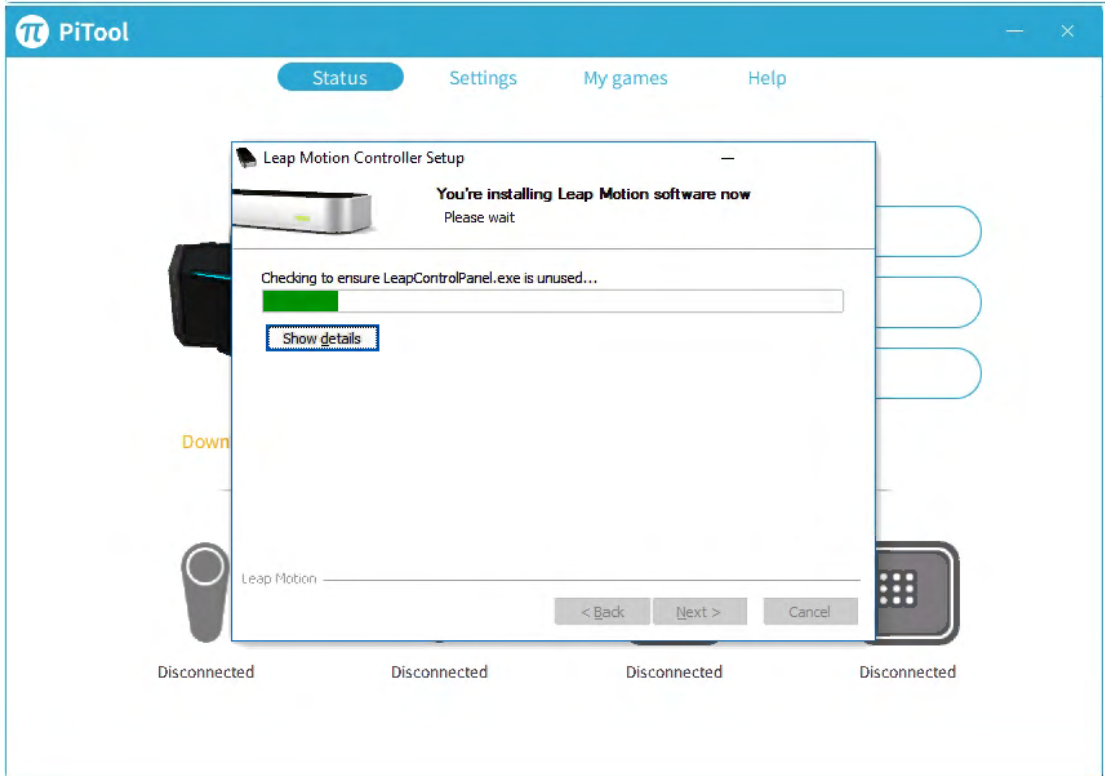 π PiTool
Status Settings My games Help
Leap Motion Controller Setup
You're installing Leap Motion software now
Please wait
Checking to ensure LeapControlPanel.exe is unused...
Show details
Down
Leap Motion
< Back Next > Cancel
Disconnected Disconnected Disconnected Disconnected